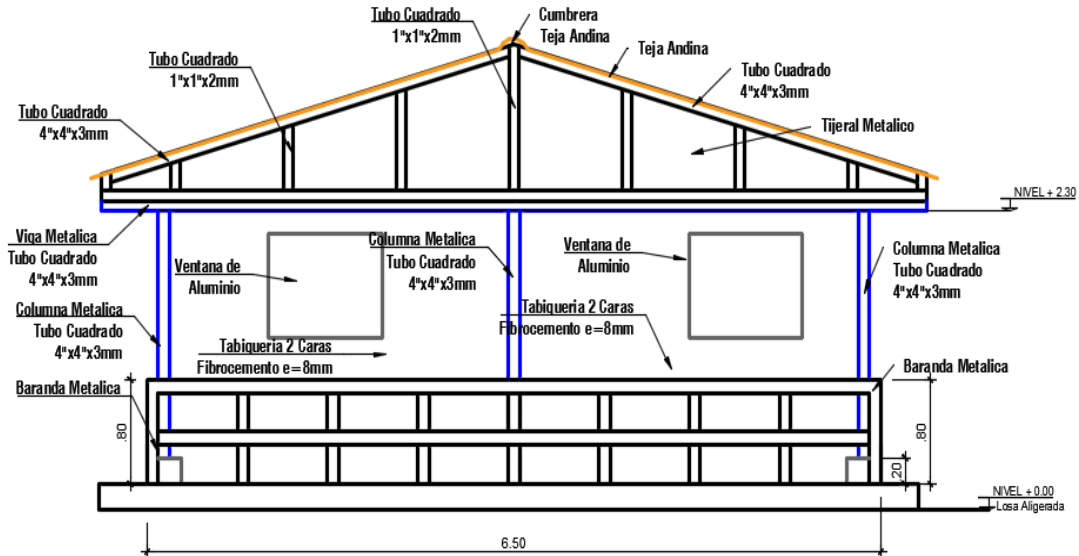 Tubo Cuadrado
1"x1"x2mm
Cumbrera
Teja Andina
Teja Andina
Tubo Cuadrado
1"x1"x2mm
Tubo Cuadrado
4"x4"x3mm
Tubo Cuadrado
4"x4"x3mm
Tijeral Metalico
NIVEL + 2.30
Viga Metalica
Tubo Cuadrado
4"x4"x3mm
Ventana de
Aluminio
Columna Metalica
Tubo Cuadrado
4"x4"x3mm
Ventana de
Aluminio
Columna Metalica
Tubo Cuadrado
4"x4"x3mm
Columna Metalica
Tubo Cuadrado
4"x4"x3mm
Tabiqueria 2 Caras
Fibrocemento e=8mm
Tabiqueria 2 Caras
Fibrocemento e=8mm
Baranda Metalica
Baranda Metalica
.80
.80
.20
NIVEL + 0.00
Losa Aligerada
6.50